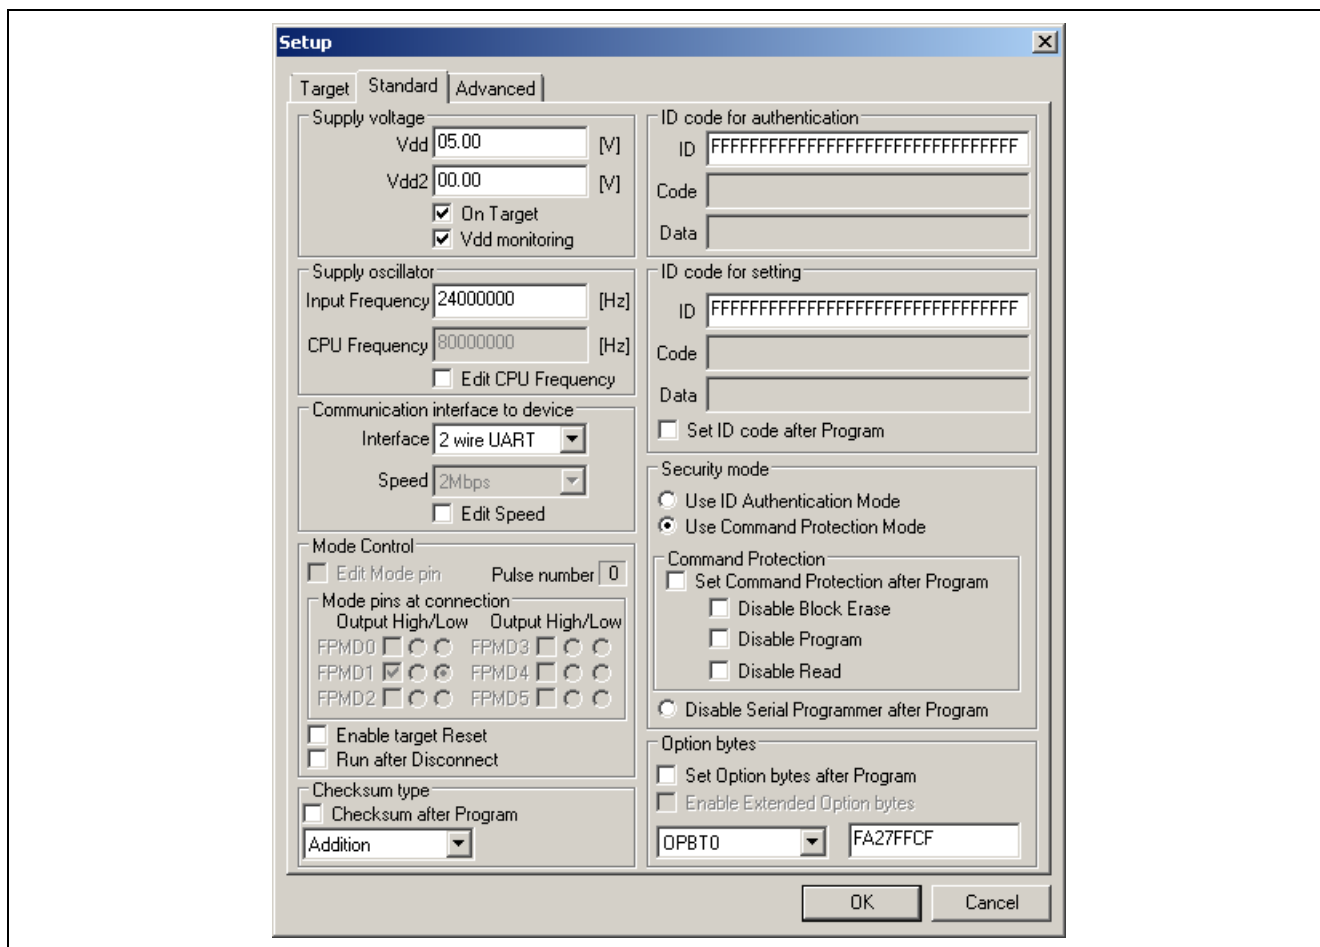 Setup
Target Standard Advanced
Supply voltage
Vdd 05.00 [V]
Vdd2 00.00 [V]
On Target
Vdd monitoring
Supply oscillator
Input Frequency 24000000 [Hz]
CPU Frequency 80000000 [Hz]
Edit CPU Frequency
Communication interface to device
Interface 2 wire UART
Speed 2Mbps
Edit Speed
Mode Control
Edit Mode pin Pulse number 0
Mode pins at connection
Output High/Low Output High/Low
FPMD0 FPMD3
FPMD1 FPMD4
FPMD2 FPMD5
Enable target Reset
Run after Disconnect
Checksum type
Checksum after Program
Addition
ID code for authentication
ID FFFFFFFFFFFFFFFFFFFFFFFFFFFFFFFF
Code
Data
ID code for setting
ID FFFFFFFFFFFFFFFFFFFFFFFFFFFFFFFF
Code
Data
Set ID code after Program
Security mode
Use ID Authentication Mode
Use Command Protection Mode
Command Protection
Set Command Protection after Program
Disable Block Erase
Disable Program
Disable Read
Disable Serial Programmer after Program
Option bytes
Set Option bytes after Program
Enable Extended Option bytes
OPBT0 FA27FFCF
OK Cancel